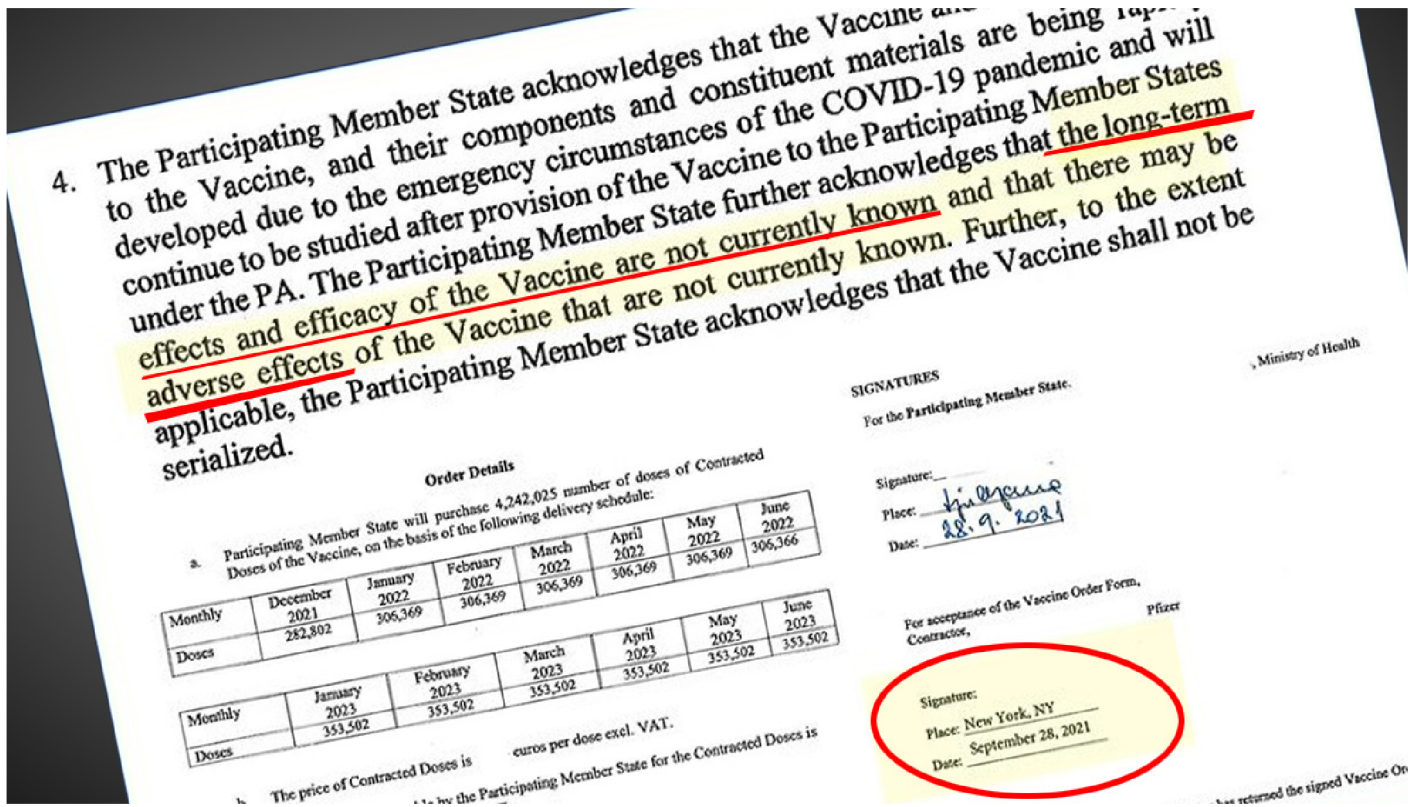 4. The Participating Member State acknowledges that the Vaccine
to the Vaccine, and their components and constituent materials are being
developed due to the emergency circumstances of the COVID-19 pandemic and will
continue to be studied after provision of the Vaccine to the Participating Member States
under the PA. The Participating Member State further acknowledges that the long-term
effects and efficacy of the Vaccine are not currently known and that there may be
adverse effects of the Vaccine that are not currently known. Further, to the extent
applicable, the Participating Member State acknowledges that the Vaccine shall not be
serialized.
Order Details
a. Participating Member State will purchase 4,242,025 number of doses of Contracted
Doses of the Vaccine, on the basis of the following delivery schedule:
Monthly December 2021 January 2022 February 2022 March 2022 April 2022 May 2022 June 2022
Doses 282,802 306,369 306,369 306,369 306,369 306,369 306,366
Monthly January 2023 February 2023 March 2023 April 2023 May 2023 June 2023
Doses 353,502 353,502 353,502 353,502 353,502 353,502
b. The price of Contracted Doses is euros per dose excl. VAT.
by the Participating Member State for the Contracted Doses is
SIGNATURES
For the Participating Member State.
, Ministry of Health
Signature:
Place:
Date: 28.9.2021
For acceptance of the Vaccine Order Form,
Contractor, Pfizer
Signature:
Place: New York, NY
Date: September 28, 2021
has returned the signed Vaccine